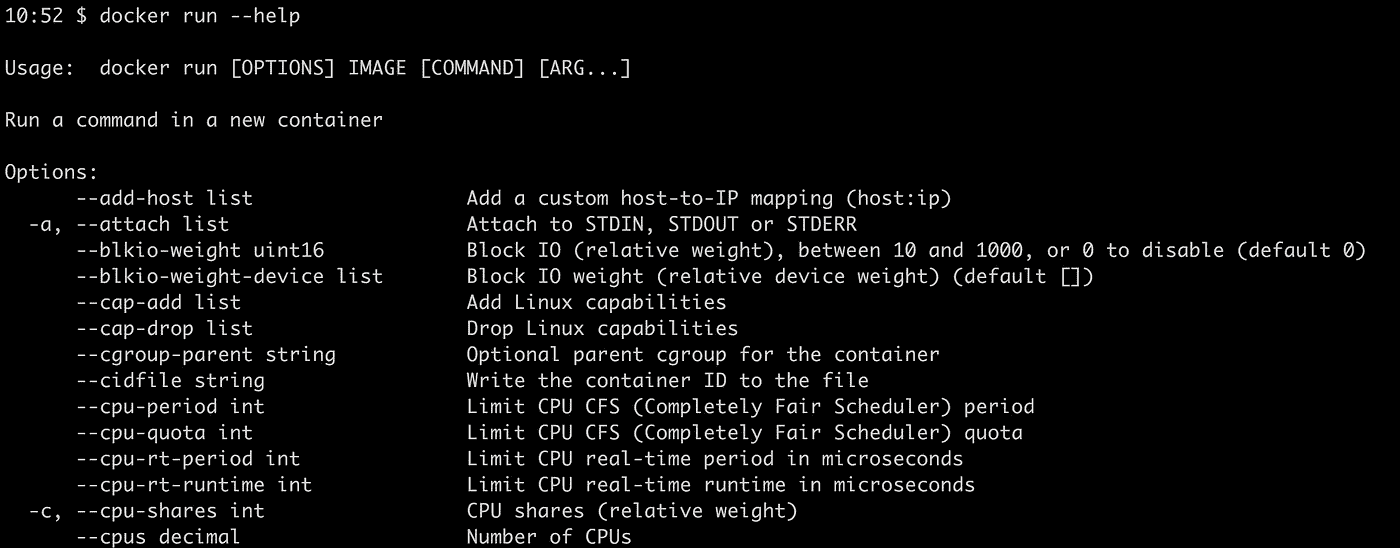 10:52 $ docker run --help
Usage:  docker run [OPTIONS] IMAGE [COMMAND] [ARG...]
Run a command in a new container
Options:
      --add-host list                  Add a custom host-to-IP mapping (host:ip)
  -a, --attach list                    Attach to STDIN, STDOUT or STDERR
      --blkio-weight uint16            Block IO (relative weight), between 10 and 1000, or 0 to disable (default 0)
      --blkio-weight-device list       Block IO weight (relative device weight) (default [])
      --cap-add list                   Add Linux capabilities
      --cap-drop list                  Drop Linux capabilities
      --cgroup-parent string           Optional parent cgroup for the container
      --cidfile string                 Write the container ID to the file
      --cpu-period int                 Limit CPU CFS (Completely Fair Scheduler) period
      --cpu-quota int                  Limit CPU CFS (Completely Fair Scheduler) quota
      --cpu-rt-period int              Limit CPU real-time period in microseconds
      --cpu-rt-runtime int             Limit CPU real-time runtime in microseconds
  -c, --cpu-shares int                 CPU shares (relative weight)
      --cpus decimal                   Number of CPUs